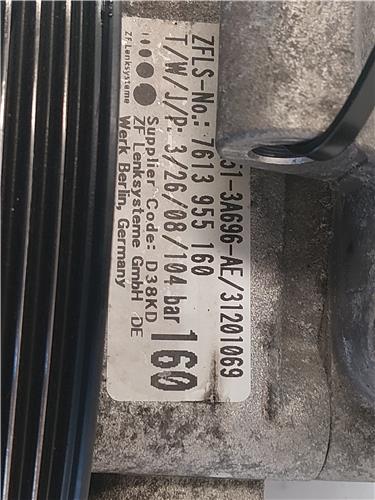 51-3A696-AE/31201069
ZFLS-No.: 7613 955 160
T/W/J/P: 3/26/08/104 bar
160
Supplier Code: D38KD
ZF Lenksysteme GmbH DE
Werk Berlin, Germany
ZF Lenksysteme